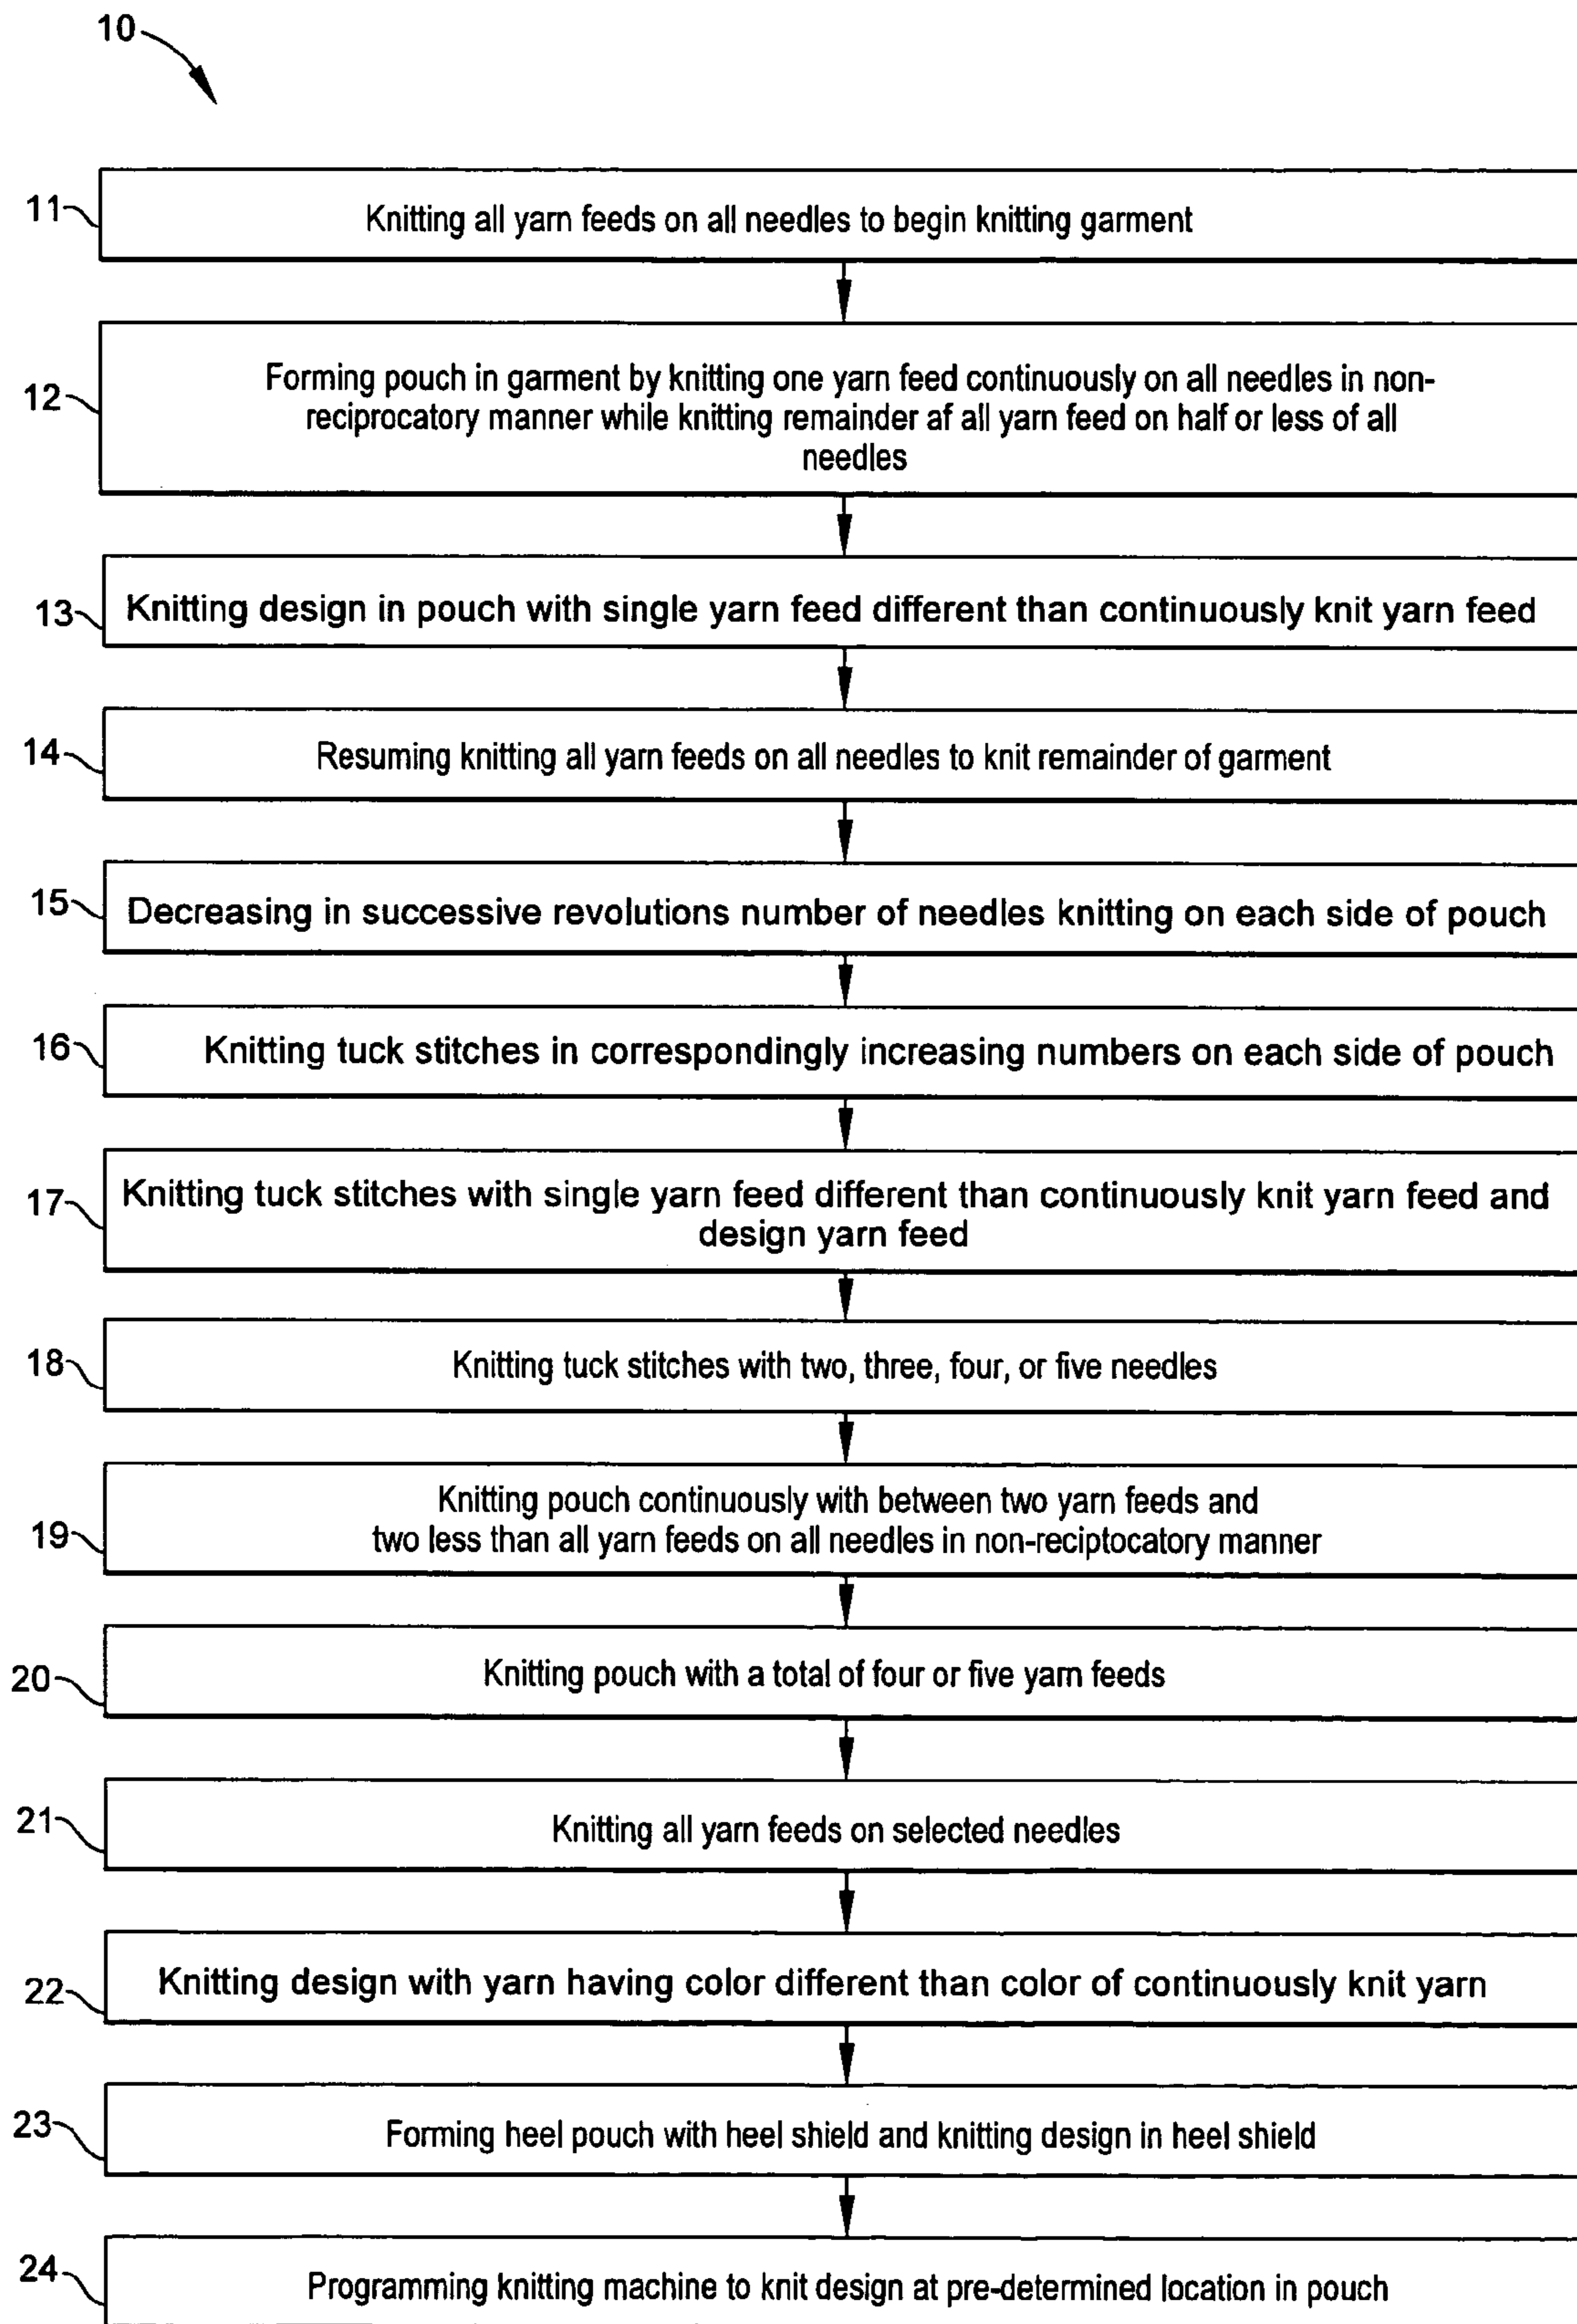 10
11
Knitting all yarn feeds on all needles to begin knitting garment
12
Forming pouch in garment by knitting one yarn feed continuously on all needles in non-
reciprocatory manner while knitting remainder af all yarn feed on half or less of all
needles
13
Knitting design in pouch with single yarn feed different than continuously knit yarn feed
14
Resuming knitting all yarn feeds on all needles to knit remainder of garment
15
Decreasing in successive revolutions number of needles knitting on each side of pouch
16
Knitting tuck stitches in correspondingly increasing numbers on each side of pouch
17
Knitting tuck stitches with single yarn feed different than continuously knit yarn feed and
design yarn feed
18
Knitting tuck stitches with two, three, four, or five needles
19
Knitting pouch continuously with between two yarn feeds and
two less than all yarn feeds on all needles in non-reciptocatory manner
20
Knitting pouch with a total of four or five yarn feeds
21
Knitting all yarn feeds on selected needles
22
Knitting design with yarn having color different than color of continuously knit yarn
23
Forming heel pouch with heel shield and knitting design in heel shield
24
Programming knitting machine to knit design at pre-determined location in pouch